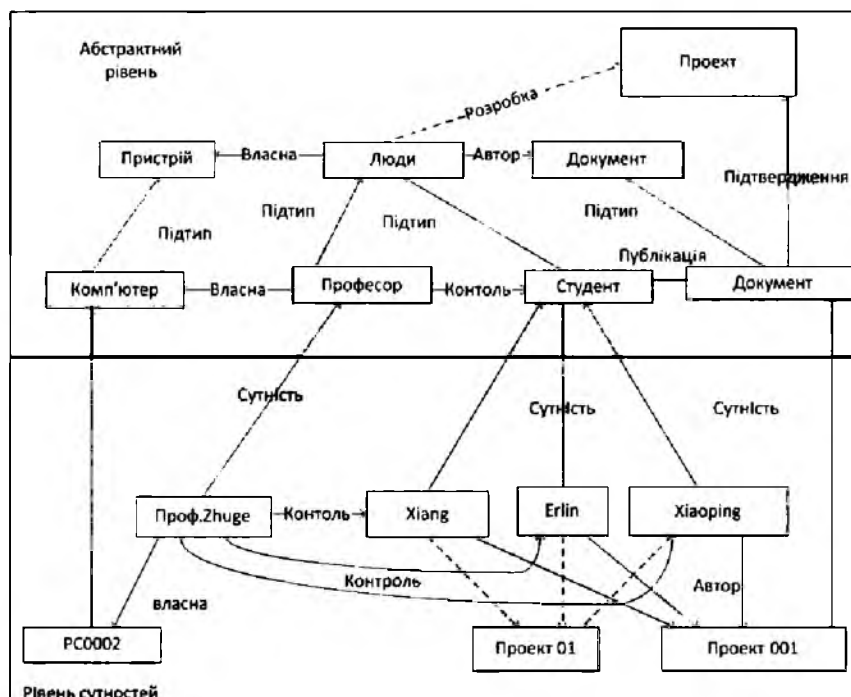 Абстрактний
рівень
Проехт
Розробка
Пристрій
Власна
Люди
Автор
Документ
Підтвердження
Підтип
Підтип
Підтип
Підтип
Публікація
Комп'ютер
Власна
Професор
Контоль
Студент
Документ
Сутність
Сутність
Сутність
Проф.Zhuge
Контоль
Xiang
Erlin
Xiaoping
Контроль
Автор
власна
PC0002
Проект 01
Проект 001
Рівень сутностей